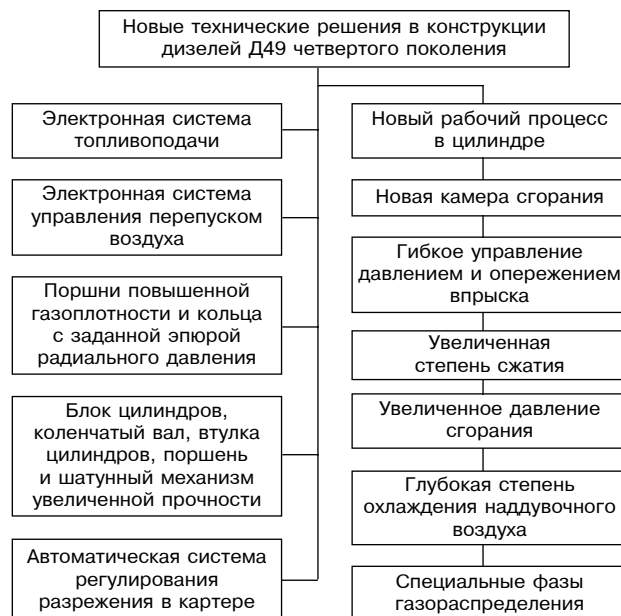 Новые технические решения в конструкции
дизелей Д49 четвертого поколения
Электронная система
топливоподачи
Электронная система
управления перепуском
воздуха
Поршни повышенной
газоплотности и кольца
с заданной эпюрой
радиального давления
Блок цилиндров,
коленчатый вал, втулка
цилиндров, поршень
и шатунный механизм
увеличенной прочности
Автоматическая система
регулирования
разрежения в картере
Новый рабочий процесс
в цилиндре
Новая камера сгорания
Гибкое управление
давлением и опережением
впрыска
Увеличенная
степень сжатия
Увеличенное давление
сгорания
Глубокая степень
охлаждения наддувочного
воздуха
Специальные фазы
газораспределения